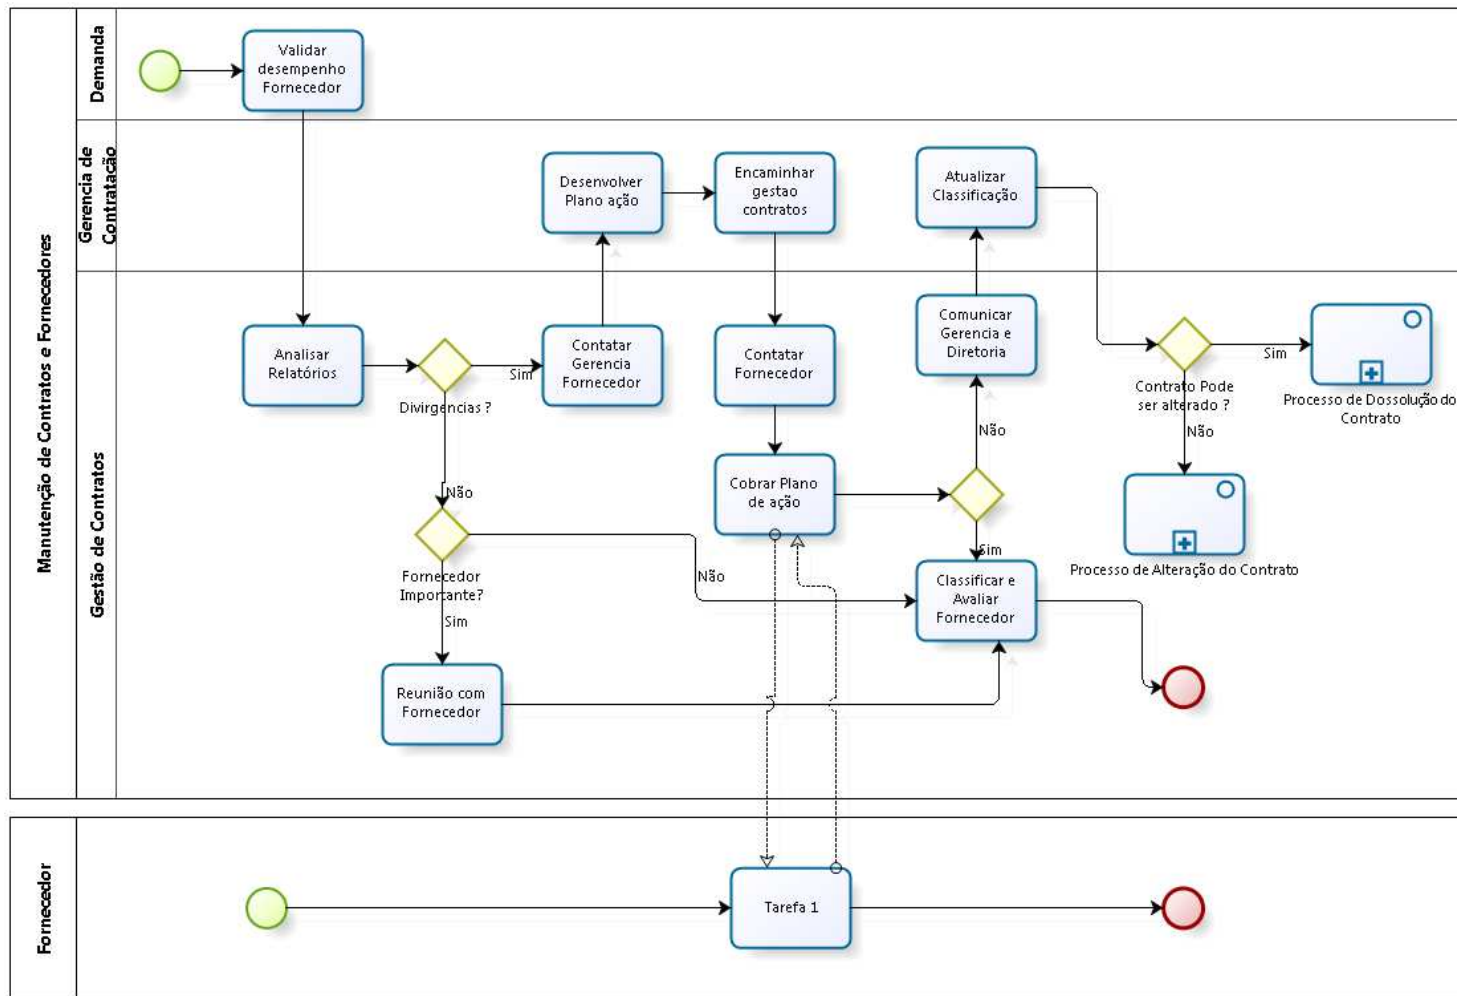 Manutenção de Contratos e Fornecedores
Demanda
Validar
desempenho
Fornecedor
Gerencia de
Contratação
Desenvolver
Plano ação
Encaminhar
gestao
contratos
Atualizar
Classificação
Gestão de Contratos
Analisar
Relatórios
Divirgencias ?
Sim
Não
Contatar
Gerencia
Fornecedor
Contatar
Fornecedor
Comunicar
Gerencia e
Diretoria
Contrato Pode
ser alterado ?
Sim
Não
Processo de Dossolução do
Contrato
Cobrar Plano
de ação
Não
Sim
Processo de Alteração do Contrato
Fornecedor
Importante?
Não
Sim
Classificar e
Avaliar
Fornecedor
Reunião com
Fornecedor
Fornecedor
Tarefa 1